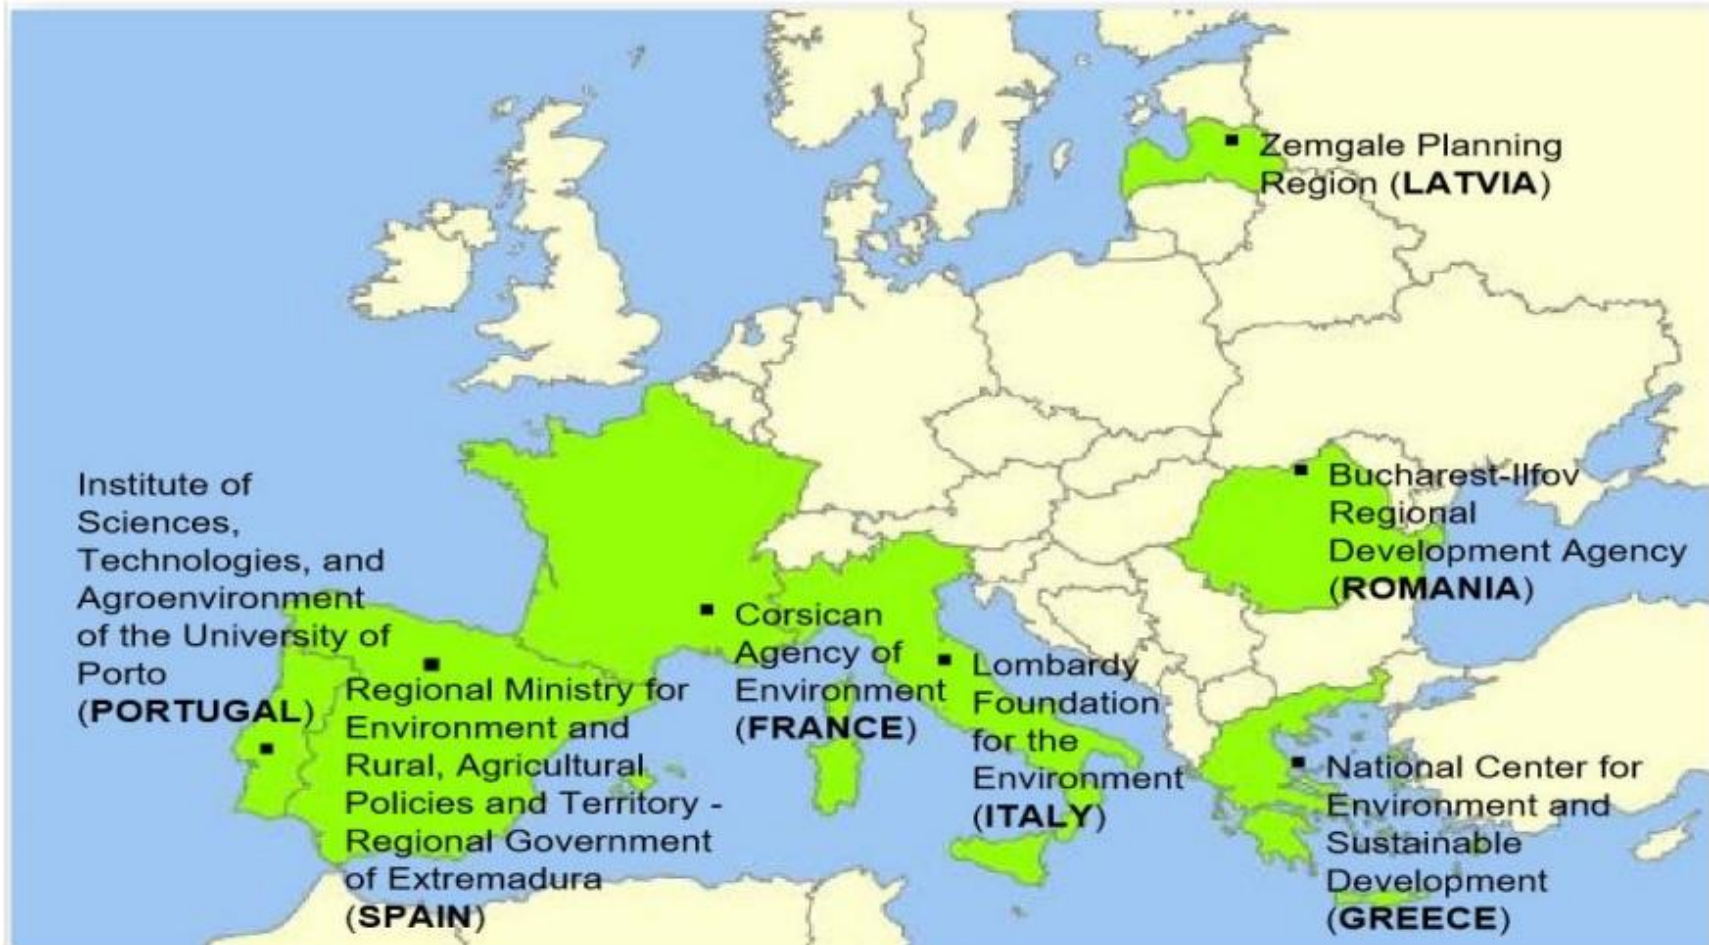 Zemgale Planning
Region (LATVIA)
Institute of
Sciences,
Technologies, and
Agroenvironment
of the University of
Porto
(PORTUGAL)
Bucharest-Ilfov
Regional
Development Agency
(ROMANIA)
Corsican
Agency of
Environment
(FRANCE)
Regional Ministry for
Environment and
Rural, Agricultural
Policies and Territory -
Regional Government
of Extremadura
(SPAIN)
Lombardy
Foundation
for the
Environment
(ITALY)
National Center for
Environment and
Sustainable
Development
(GREECE)